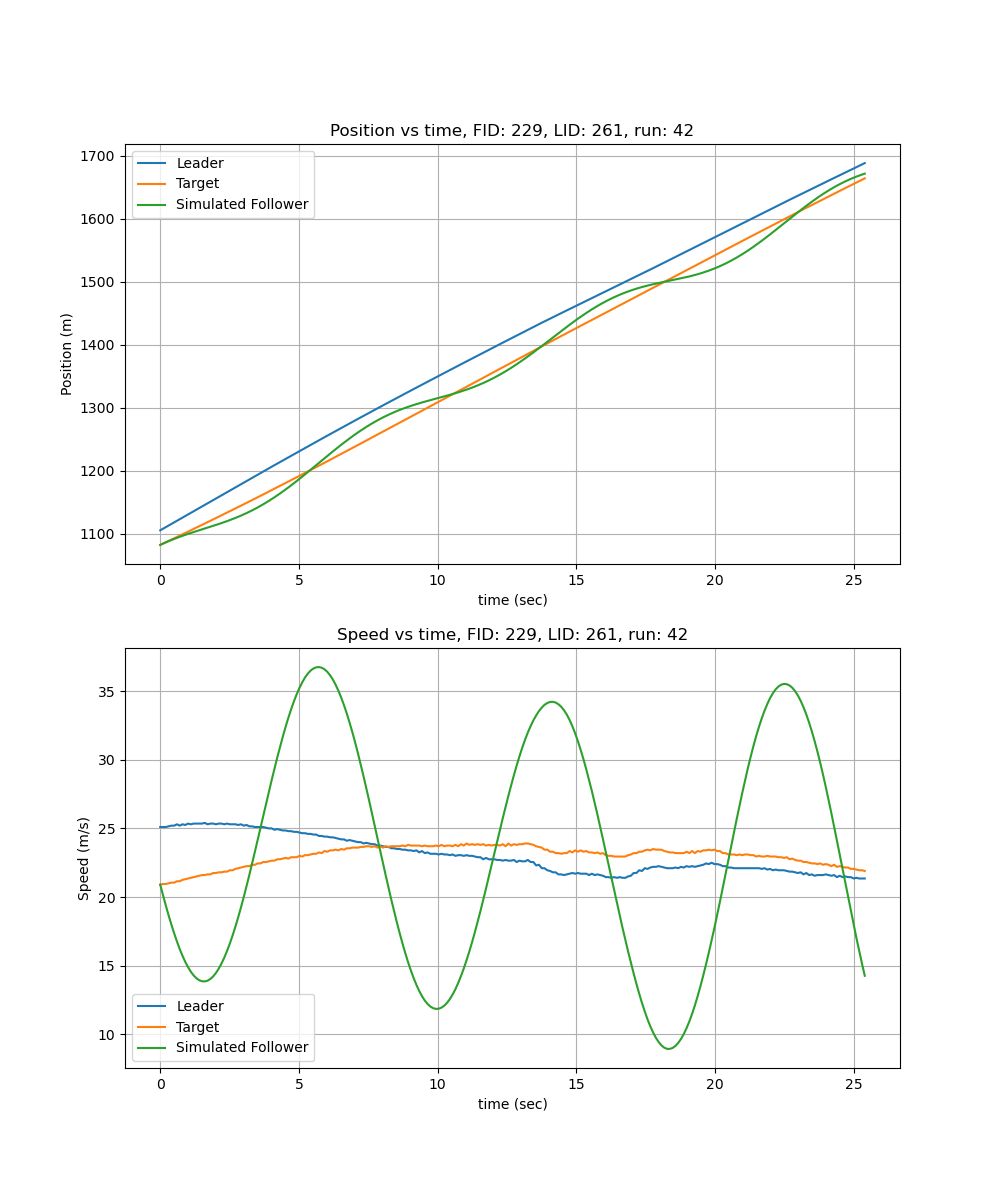 Position vs time, FID: 229, LID: 261, run: 42
Leader
Target
Simulated Follower
Position (m)
1700
1600
1500
1400
1300
1200
1100
0 5 10 15 20 25
time (sec)
Speed vs time, FID: 229, LID: 261, run: 42
Speed (m/s)
35
30
25
20
15
10
Leader
Target
Simulated Follower
0 5 10 15 20 25
time (sec)